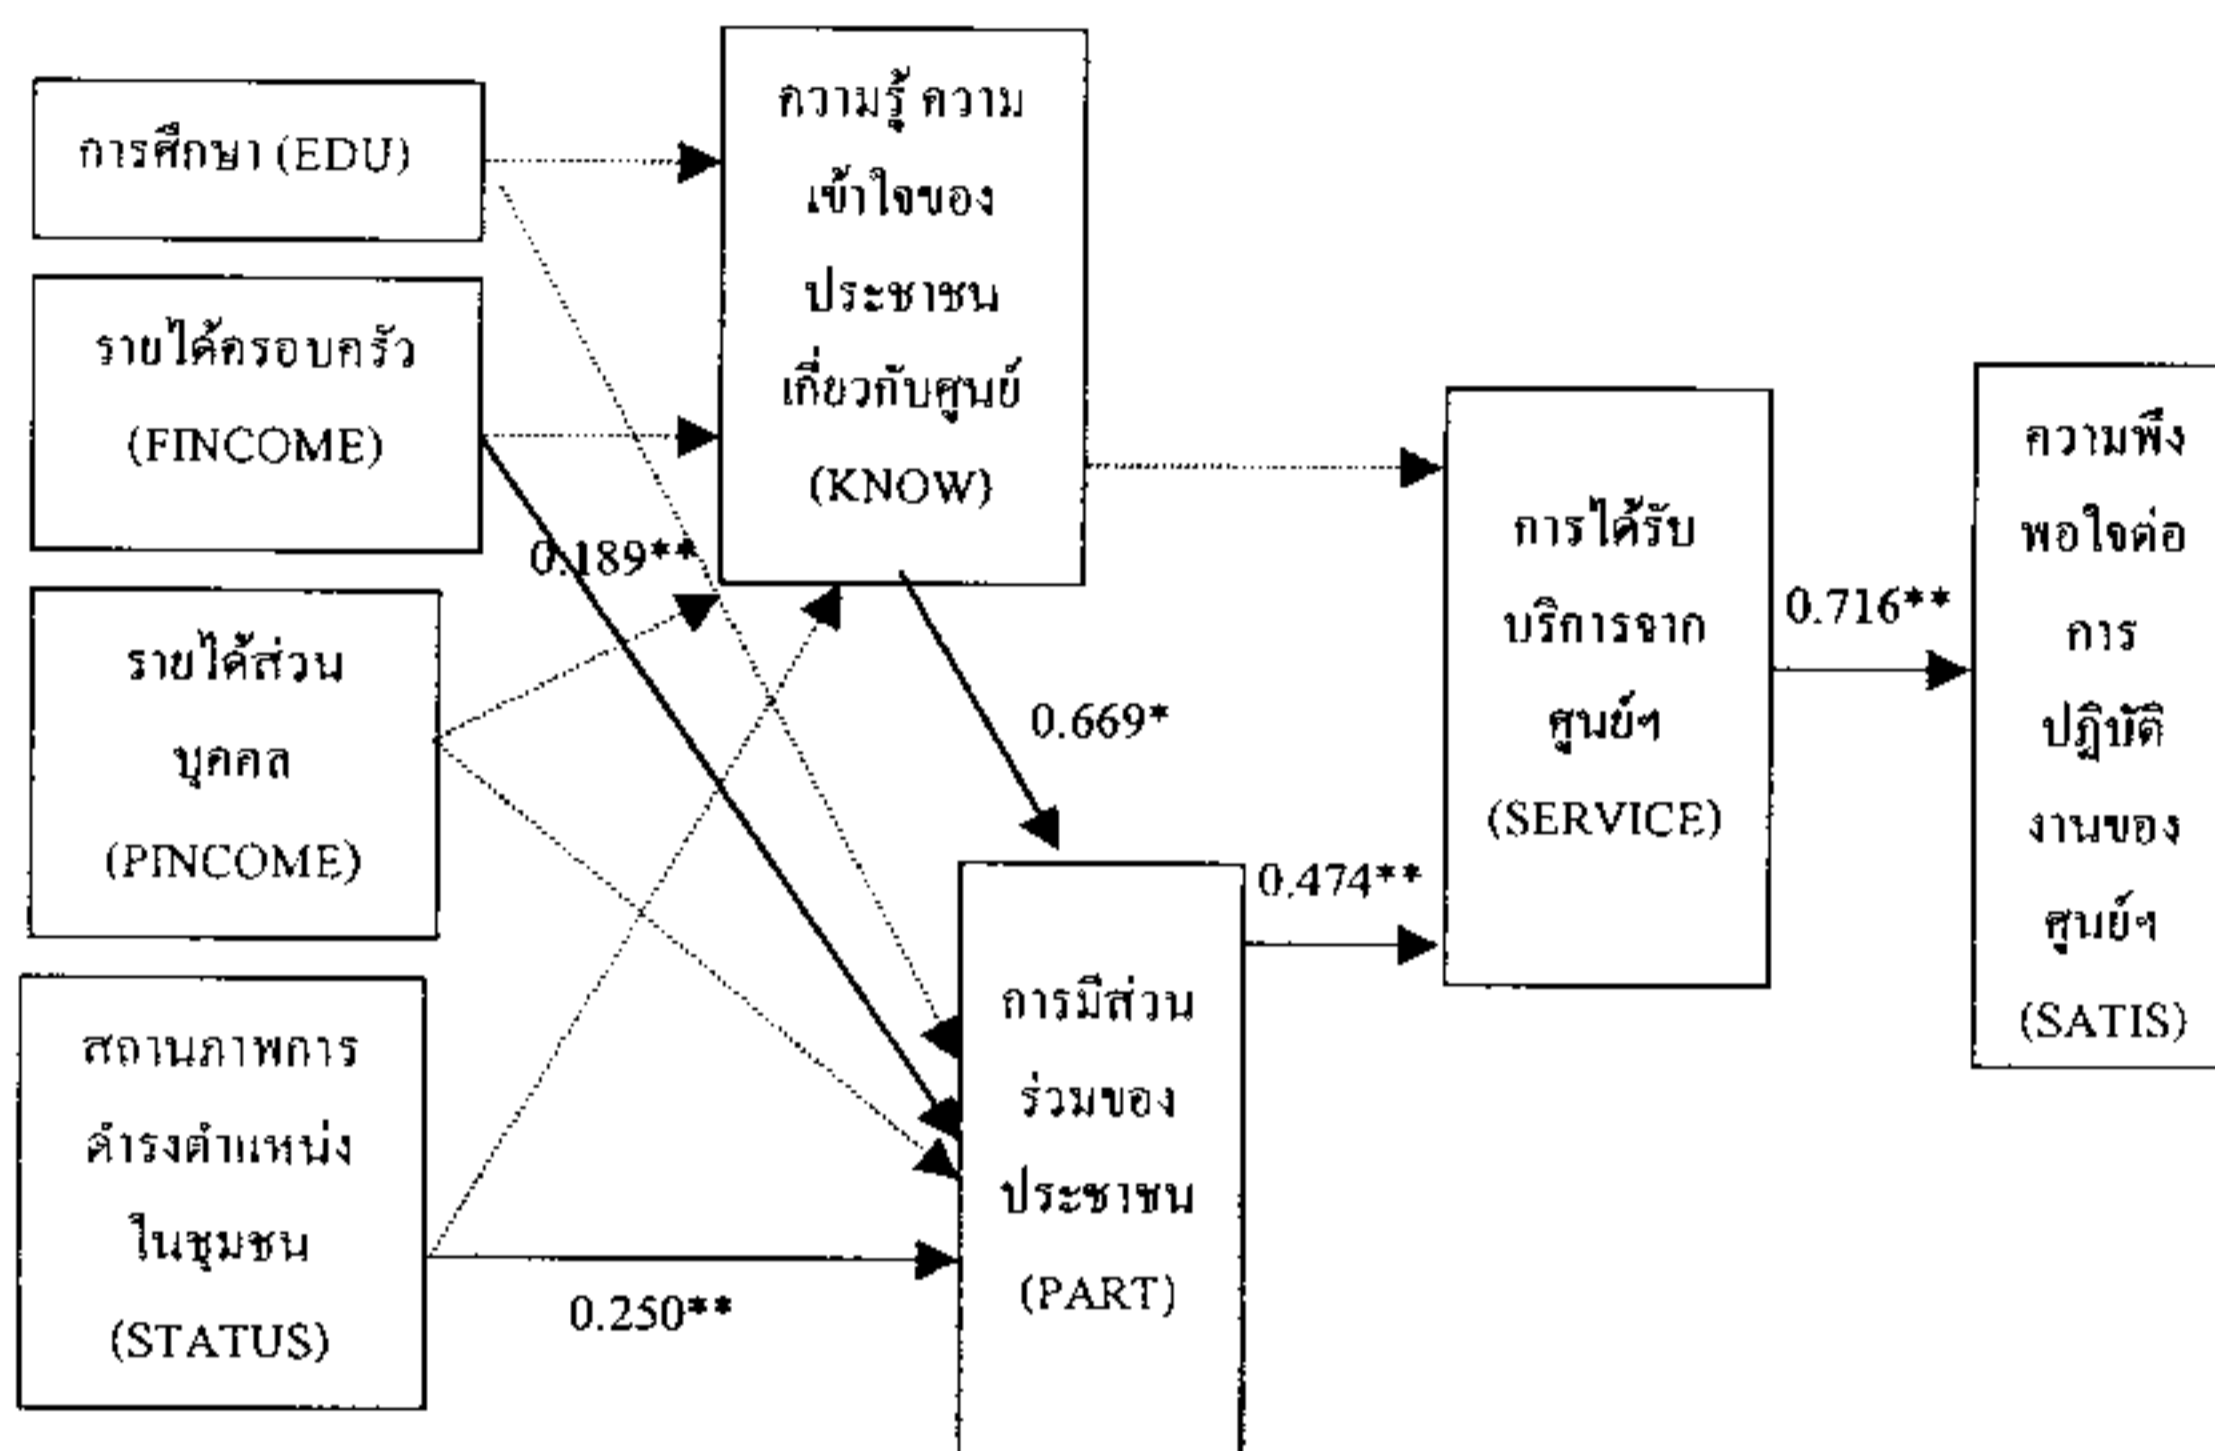 การศึกษา (EDU)
รายได้ครอบครัว
(FINCOME)
รายได้ส่วน
บุคคล
(PINCOME)
สถานภาพการ
ดำรงตำแหน่ง
ในชุมชน
(STATUS)
ความรู้ ความ
เข้าใจของ
ประชาชน
เกี่ยวกับศูนย์
(KNOW)
0.189**
0.669*
0.250**
การมีส่วน
ร่วมของ
ประชาชน
(PART)
0.474**
การได้รับ
บริการจาก
ศูนย์ฯ
(SERVICE)
0.716**
ความพึง
พอใจต่อ
การ
ปฎิบัติ
งานของ
ศูนย์ฯ
(SATIS)